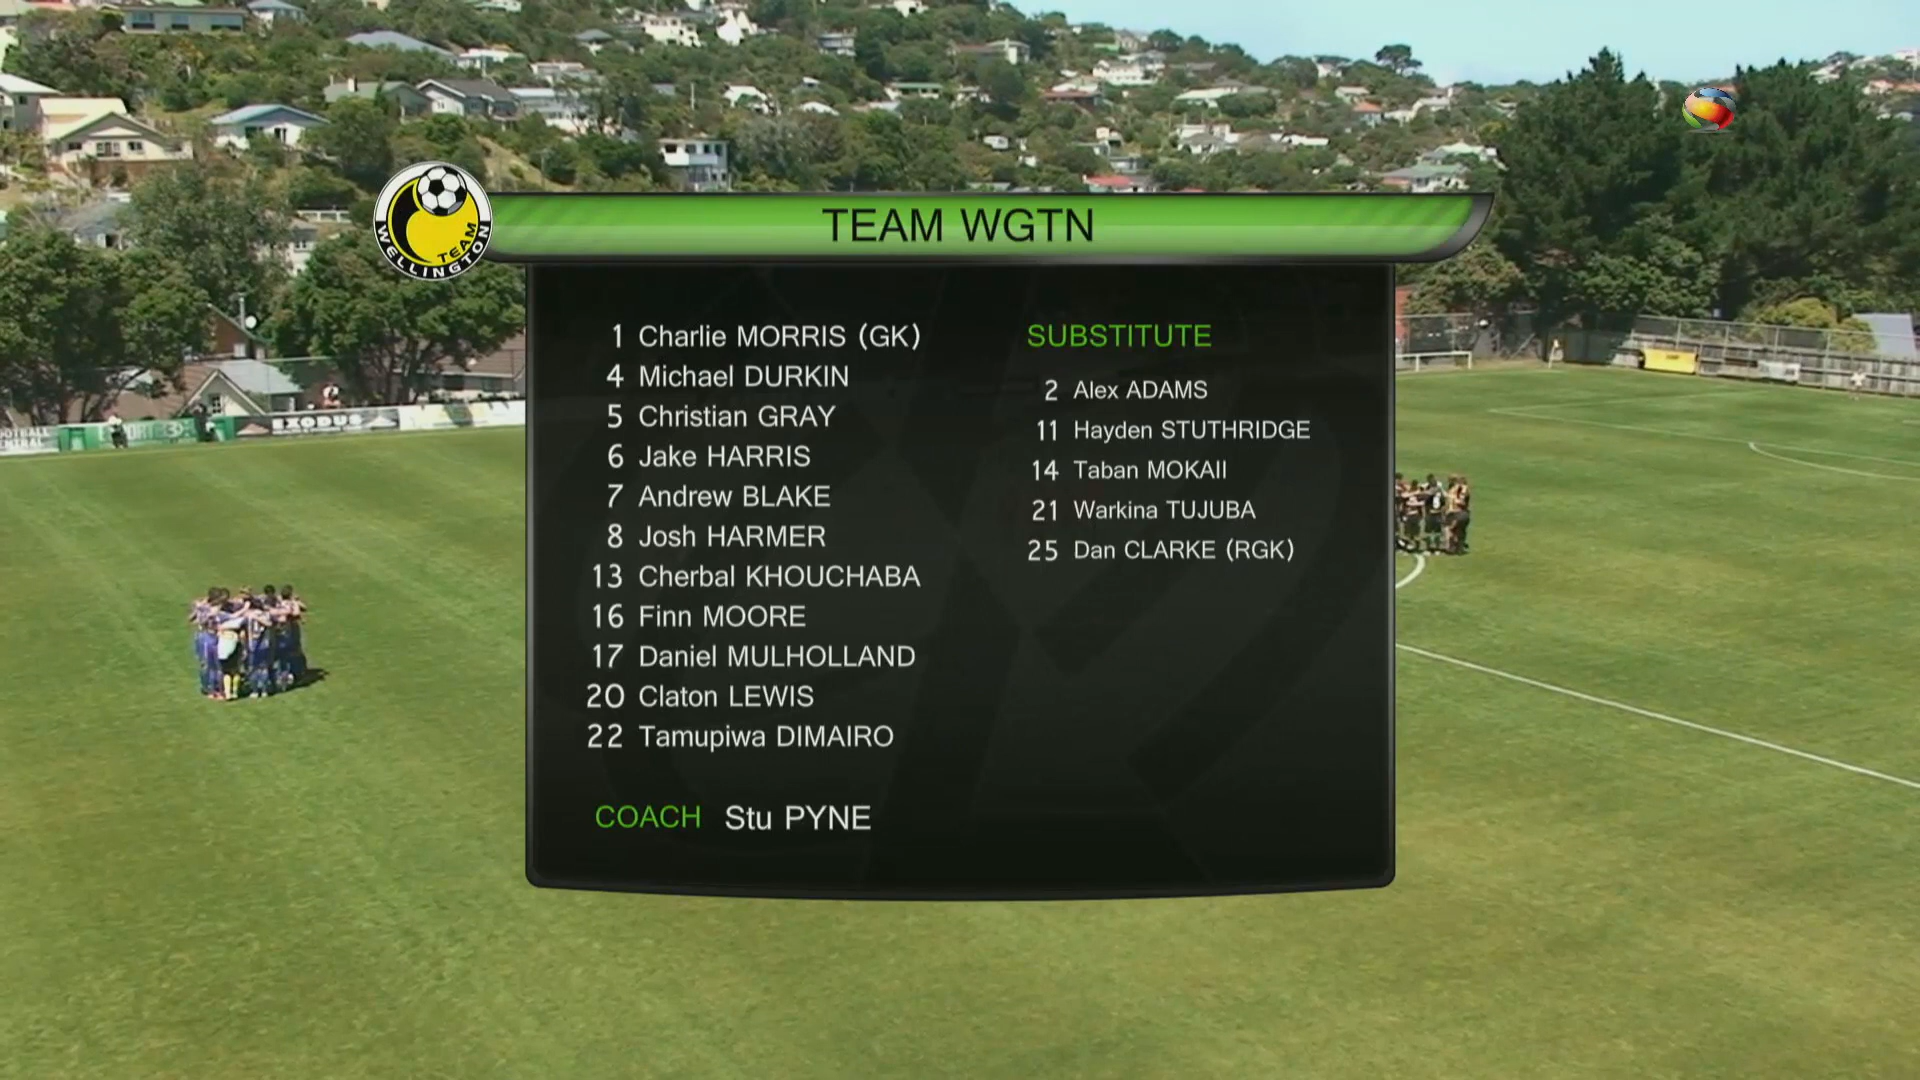 TEAM WGTN
TEAM
WELLINGTON
1 Charlie MORRIS (GK)
4 Michael DURKIN
5 Christian GRAY
6 Jake HARRIS
7 Andrew BLAKE
8 Josh HARMER
13 Cherbal KHOUCHABA
16 Finn MOORE
17 Daniel MULHOLLAND
20 Claton LEWIS
22 Tamupiwa DIMAIRO
COACH Stu PYNE
SUBSTITUTE
2 Alex ADAMS
11 Hayden STUTHRIDGE
14 Taban MOKAII
21 Warkina TUJUBA
25 Dan CLARKE (RGK)
EXODUS